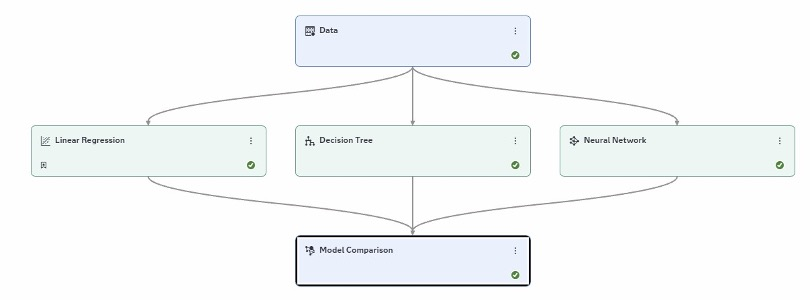 Data
Linear Regression
Decision Tree
Neural Network
Model Comparison